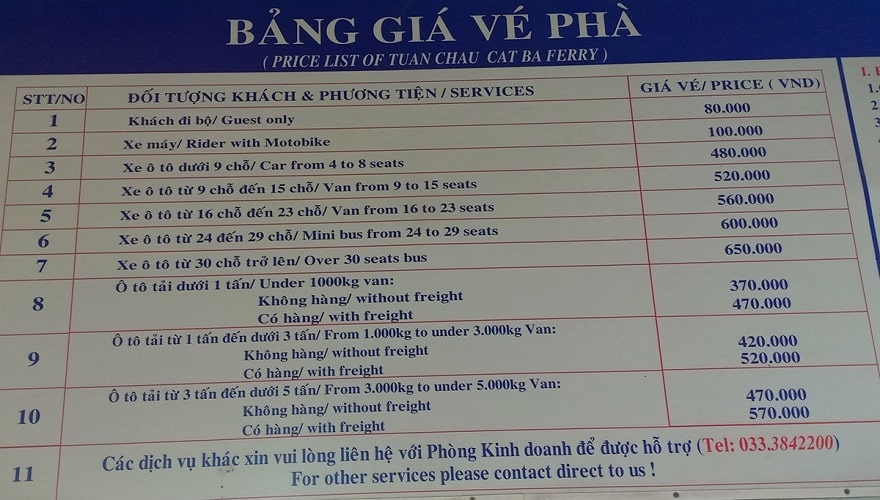 BẢNG GIÁ VÉ PHÀ
( PRICE LIST OF TUAN CHAU CAT BA FERRY )
STT/NO ĐỐI TƯỢNG KHÁCH & PHƯƠNG TIỆN / SERVICES GIÁ VÉ/ PRICE ( VND)
1 Khách đi bộ/ Guest only 80.000
2 Xe máy/ Rider with Motobike 100.000
3 Xe ô tô dưới 9 chỗ/ Car from 4 to 8 seats 480.000
4 Xe ô tô từ 9 chỗ đến 15 chỗ/ Van from 9 to 15 seats 520.000
5 Xe ô tô từ 16 chỗ đến 23 chỗ/ Van from 16 to 23 seats 560.000
6 Xe ô tô từ 24 đến 29 chỗ/ Mini bus from 24 to 29 seats 600.000
7 Xe ô tô từ 30 chỗ trở lên/ Over 30 seats bus 650.000
8 Ô tô tải dưới 1 tấn/ Under 1000kg van:
Không hàng/ without freight 370.000
Có hàng/ with freight 470.000
9 Ô tô tải từ 1 tấn đến dưới 3 tấn/ From 1.000kg to under 3.000kg Van:
Không hàng/ without freight 420.000
Có hàng/ with freight 520.000
10 Ô tô tải từ 3 tấn đến dưới 5 tấn/ From 3.000kg to under 5.000kg Van:
Không hàng/ without freight 470.000
Có hàng/ with freight 570.000
11 Các dịch vụ khác xin vui lòng liên hệ với Phòng Kinh doanh để được hỗ trợ (Tel: 033.3842200)
For other services please contact direct to us !